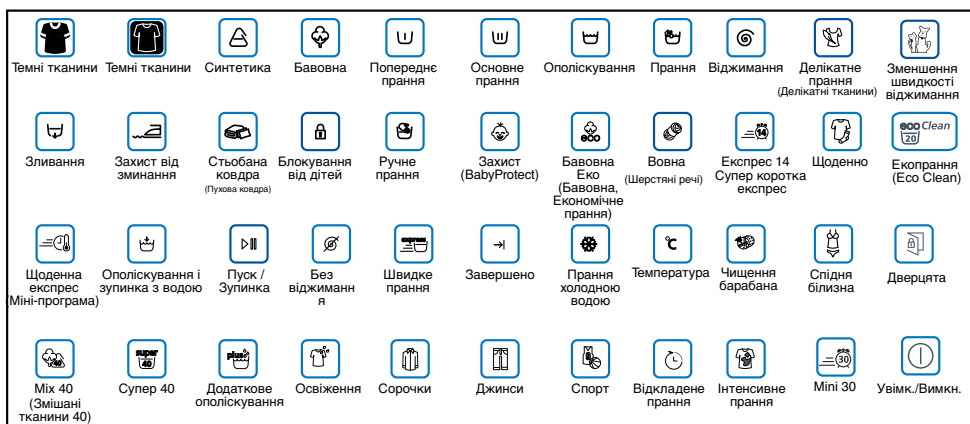 Темні тканини
Темні тканини
Синтетика
Бавовна
Попереднє
прання
Основне
прання
Ополіскування
Прання
Віджимання
Делікатне
прання
(Делікатні тканини)
Зменшення
швидкості
віджимання
eco
14
eco Clean
20
Зливання
Захист від
зминання
Стьобана
ковдра
(Пухова ковдра)
Блокування
від дітей
Ручне
прання
Захист
(BabyProtect)
Бавовна
Еко
(Бавовна,
Економічне
прання)
Вовна
(Шерстяні речі)
Експрес 14
Супер коротка
експрес
Щоденно
Екопрання
(Eco Clean)
express
°C
Щоденна
експрес
(Міні-програма)
Ополіскування і
зупинка з водою
Пуск /
Зупинка
Без
віджиманн
я
Швидке
прання
Завершено
Прання
холодною
водою
Температура
Чищення
барабана
Спідня
білизна
Дверцята
40
super
40
plus
30
Mix 40
(Змішані
тканини 40)
Супер 40
Додаткове
ополіскування
Освіження
Сорочки
Джинси
Спорт
Відкладене
прання
Інтенсивне
прання
Mini 30
Увімк./Вимкн.